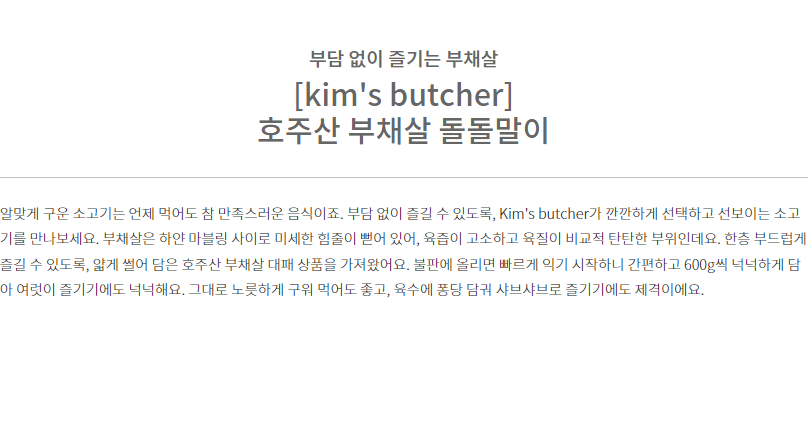 부담 없이 즐기는 부채살
[kim's butcher]
호주산 부채살 돌돌말이
알맞게 구운 소고기는 언제 먹어도 참 만족스러운 음식이죠. 부담 없이 즐길 수 있도록, Kim's butcher가 깐깐하게 선택하고 선보이는 소고
기를 만나보세요. 부채살은 하얀 마블링 사이로 미세한 힘줄이 뻗어 있어, 육즙이 고소하고 육질이 비교적 탄탄한 부위인데요. 한층 부드럽게
즐길 수 있도록, 얇게 썰어 담은 호주산 부채살 대패 상품을 가져왔어요. 불판에 올리면 빠르게 익기 시작하니 간편하고 600g씩 넉넉하게 담
아 여럿이 즐기기에도 넉넉해요. 그대로 노릇하게 구워 먹어도 좋고, 육수에 퐁당 담궈 샤브샤브로 즐기기에도 제격이에요.